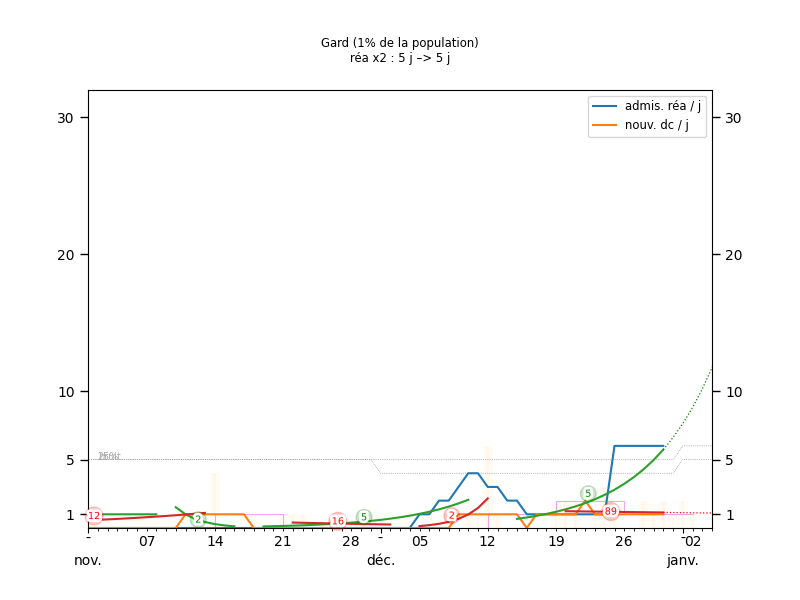 Gard (1% de la population)
réa x2 : 5 j –> 5 j
admis. réa / j
nouv. dc / j
30 30
20 20
10 10
5 5
1 1
12 2 16 5 2 5 89
- 07 14 21 28 - 05 12 19 26 - 02
nov. déc. janv.